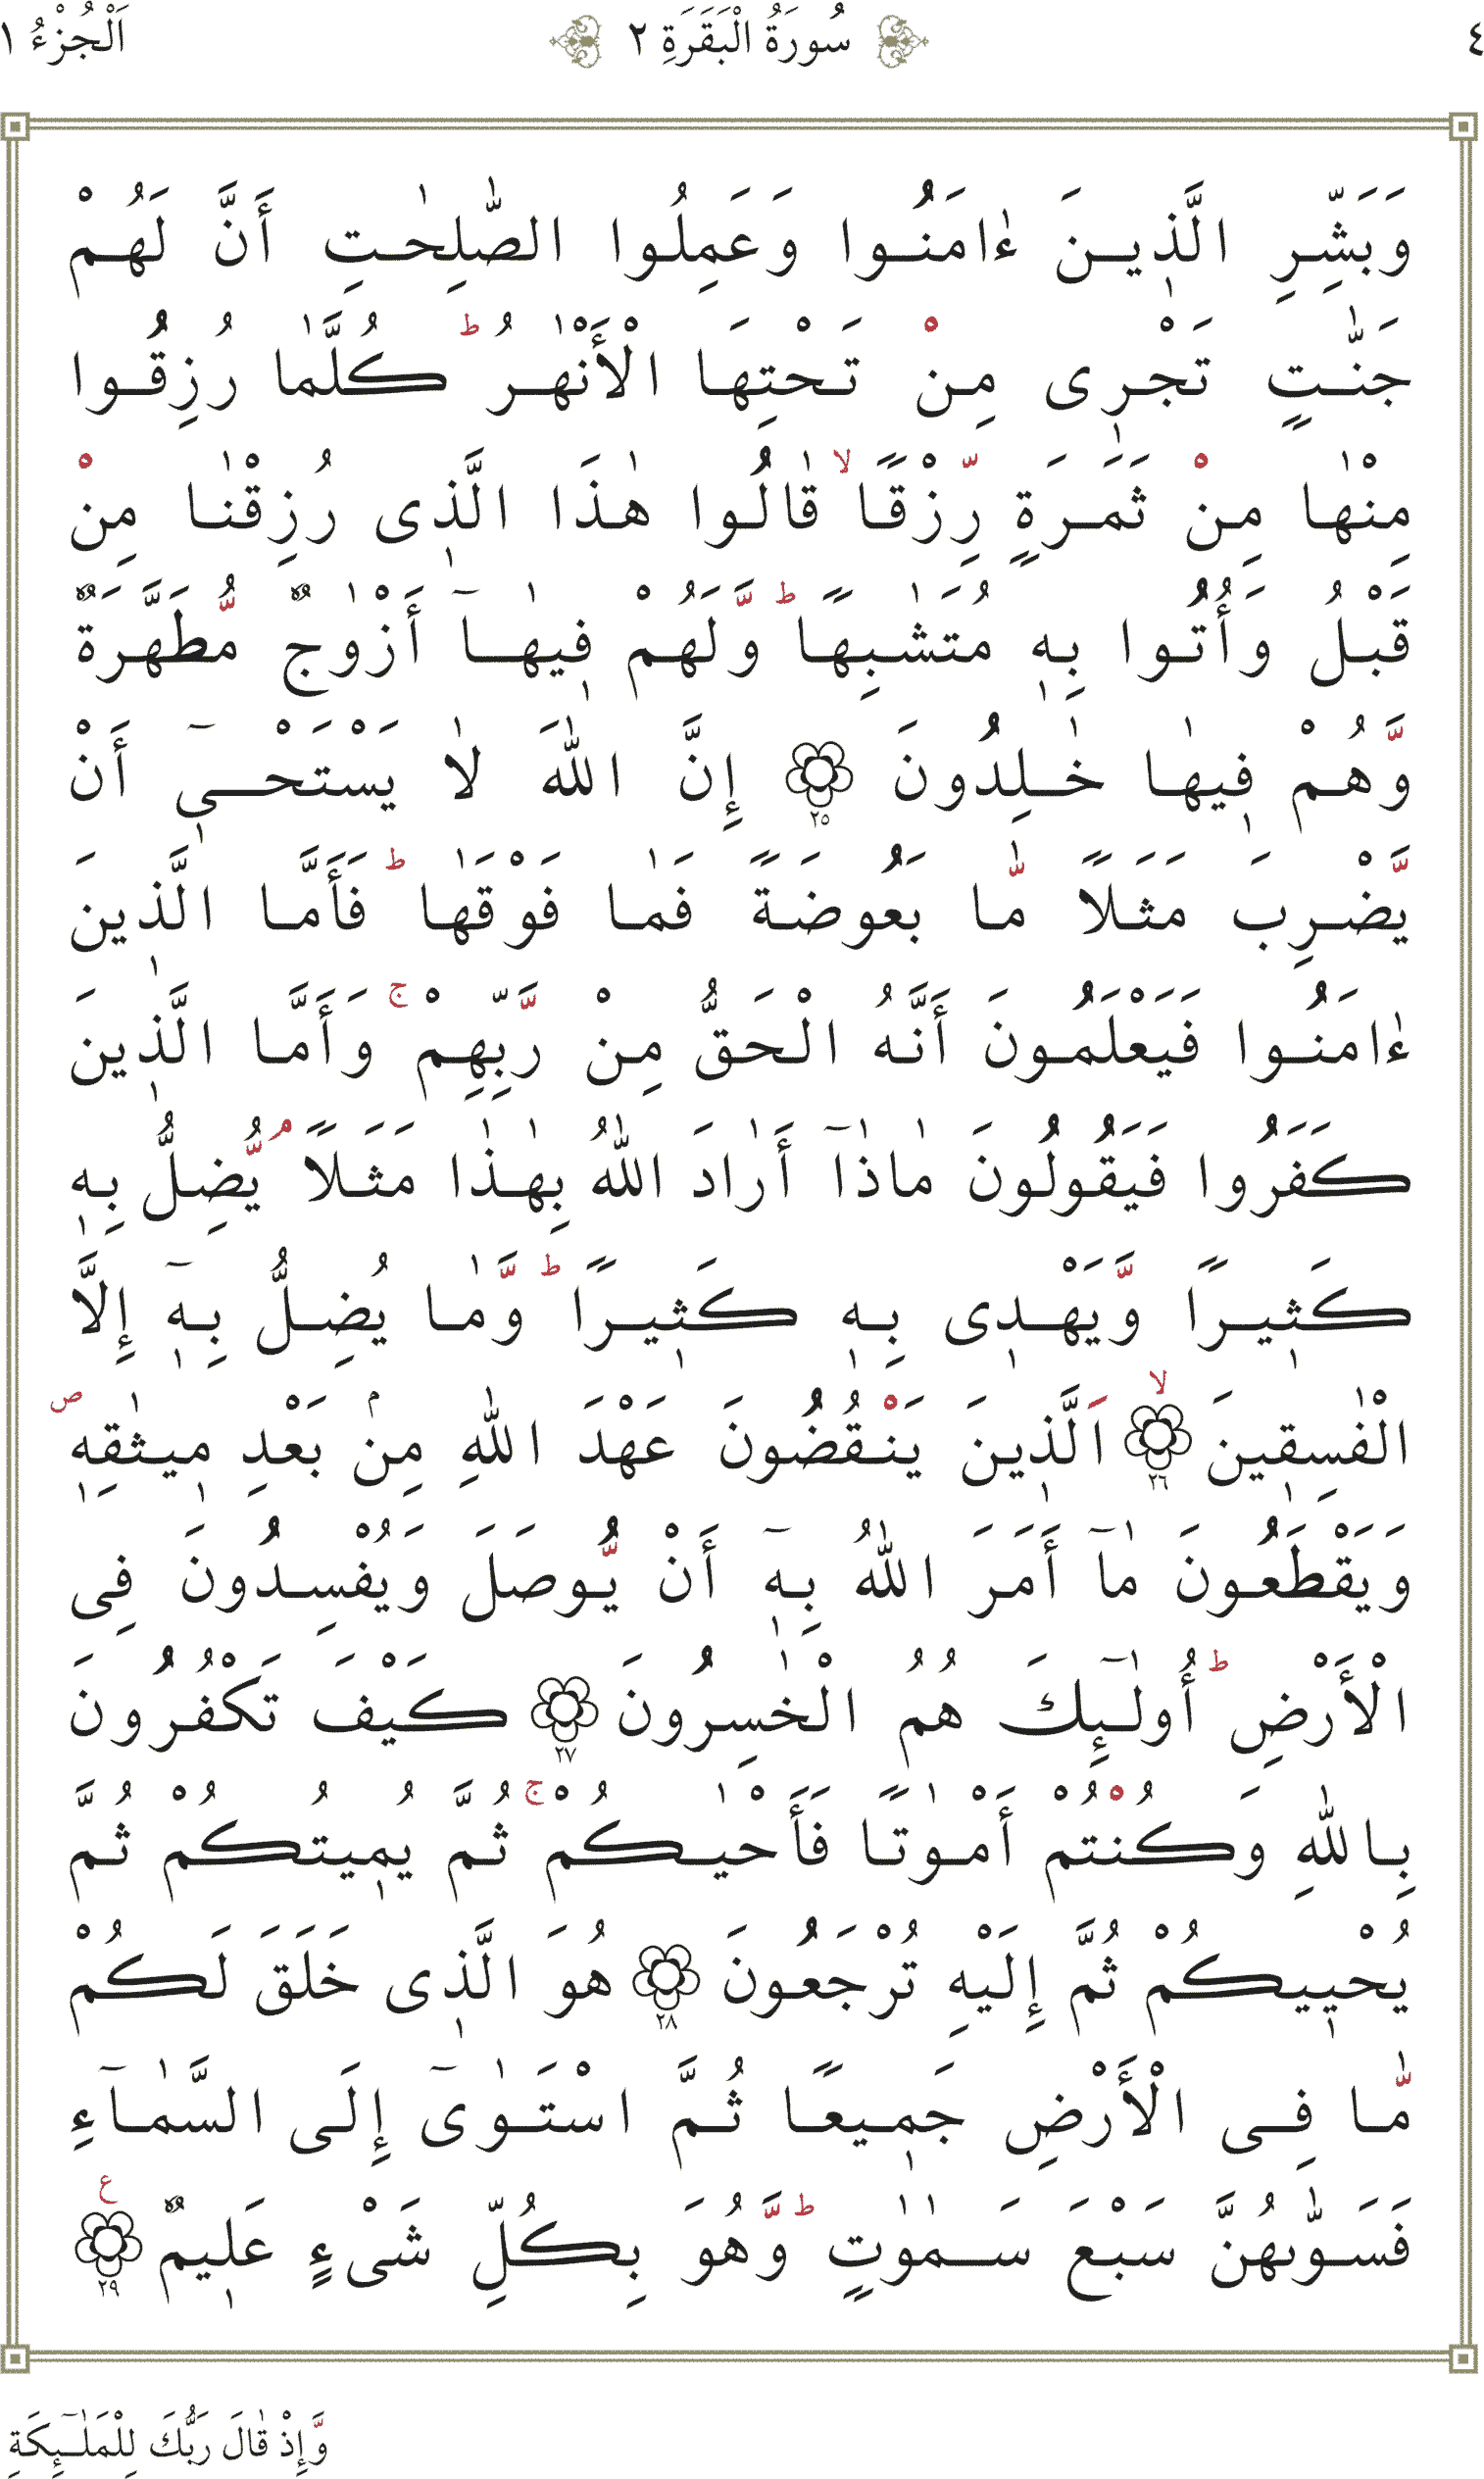 ٤ سُورَةُ الْبَقَرَةِ ٢ اَلْجُزْءُ ١
وَبَشِّرِ الَّذٖينَ ءٰامَنُوا وَعَمِلُوا الصّٰلِحٰتِ أَنَّ لَهُمْ
جَنّٰتٍ تَجْرٖى مِنْ تَحْتِهَا الْأَنْهٰرُ ؕ كُلَّمٰا رُزِقُوا
مِنْهٰا مِنْ ثَمَرَةٍ رِّزْقًا ۙ قٰالُوا هٰذَا الَّذٖى رُزِقْنٰا مِنْ
قَبْلُ وَأُتُوا بِهٖ مُتَشٰبِهًا ؕ وَّلَهُمْ فٖيهٰآ أَزْوٰجٌ مُّطَهَّرَةٌ
وَّهُمْ فٖيهٰا خٰلِدُونَ ۝٢٥ إِنَّ اللّٰهَ لٰا يَسْتَحْىٖٓ أَنْ
يَّضْرِبَ مَثَلًا مّٰا بَعُوضَةً فَمٰا فَوْقَهٰا ؕ فَأَمَّا الَّذٖينَ
ءٰامَنُوا فَيَعْلَمُونَ أَنَّهُ الْحَقُّ مِنْ رَّبِّهِمْ ۚ وَأَمَّا الَّذٖينَ
كَفَرُوا فَيَقُولُونَ مٰاذٰآ أَرٰادَ اللّٰهُ بِهٰذٰا مَثَلًا ۘ يُّضِلُّ بِهٖ
كَثٖيرًا وَّيَهْدٖى بِهٖ كَثٖيرًا ؕ وَّمٰا يُضِلُّ بِهٖٓ إِلَّا
الْفٰسِقٖينَ ۙ۝٢٦ اَلَّذٖينَ يَنْقُضُونَ عَهْدَ اللّٰهِ مِنۢ بَعْدِ مٖيثٰقِهٖ ۖ
وَيَقْطَعُونَ مٰآ أَمَرَ اللّٰهُ بِهٖٓ أَنْ يُّوصَلَ وَيُفْسِدُونَ فِى
الْأَرْضِ ؕ أُولٰٓئِكَ هُمُ الْخٰسِرُونَ ۝٢٧ كَيْفَ تَكْفُرُونَ
بِاللّٰهِ وَكُنْتُمْ أَمْوٰتًا فَأَحْيٰكُمْ ۚ ثُمَّ يُمٖيتُكُمْ ثُمَّ
يُحْيٖيكُمْ ثُمَّ إِلَيْهِ تُرْجَعُونَ ۝٢٨ هُوَ الَّذٖى خَلَقَ لَكُمْ
مّٰا فِى الْأَرْضِ جَمٖيعًا ثُمَّ اسْتَوٰىٓ إِلَى السَّمٰآءِ
فَسَوّٰىهُنَّ سَبْعَ سَمٰوٰتٍ ؕ وَّهُوَ بِكُلِّ شَىْءٍ عَلٖيمٌ ۝٢٩ ع
وَّإِذْ قٰالَ رَبُّكَ لِلْمَلٰٓئِكَةِ